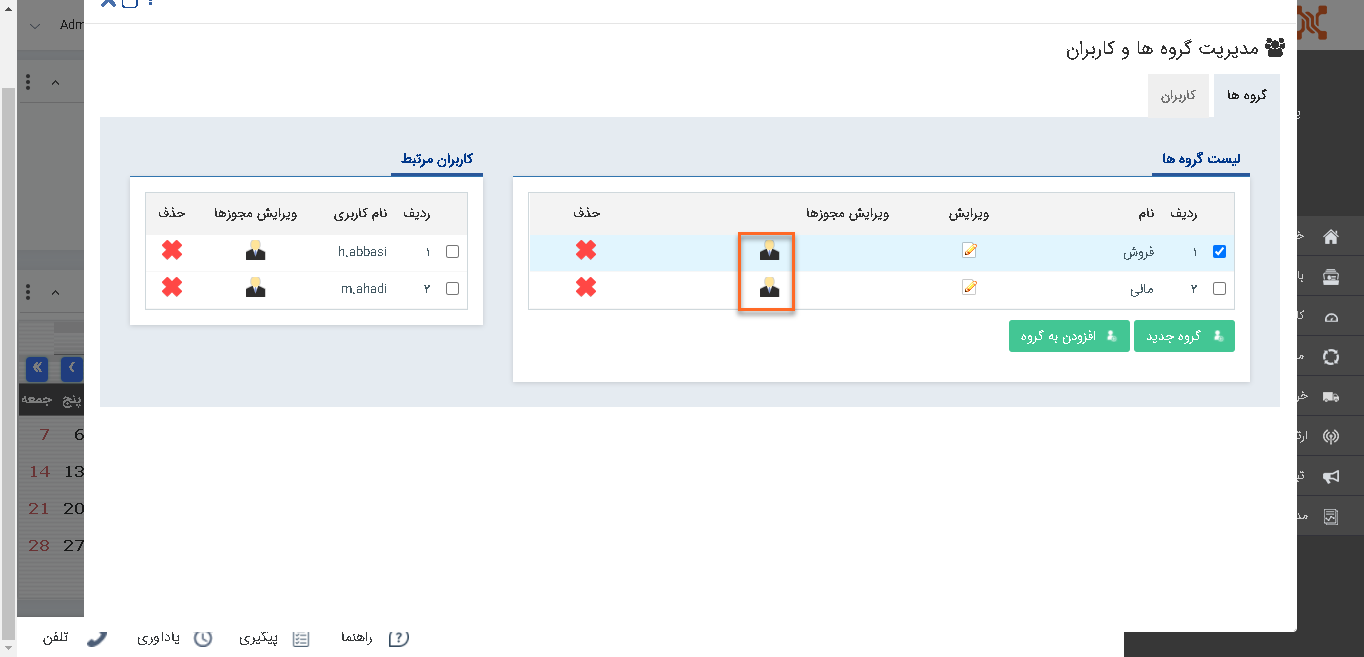 Adm
مدیریت گروه ها و کاربران
گروه ها
کاربران
لیست گروه ها
ردیف نام ویرایش ویرایش مجوزها حذف
۱ فروش
۲ مالی
گروه جدید
افزودن به گروه
کاربران مرتبط
ردیف نام کاربری ویرایش مجوزها حذف
۱ h.abbasi
۲ m.ahadi
پنج جمعه
6 7
13 14
20 21
27 28
راهنما
پیگیری
یاداوری
تلفن